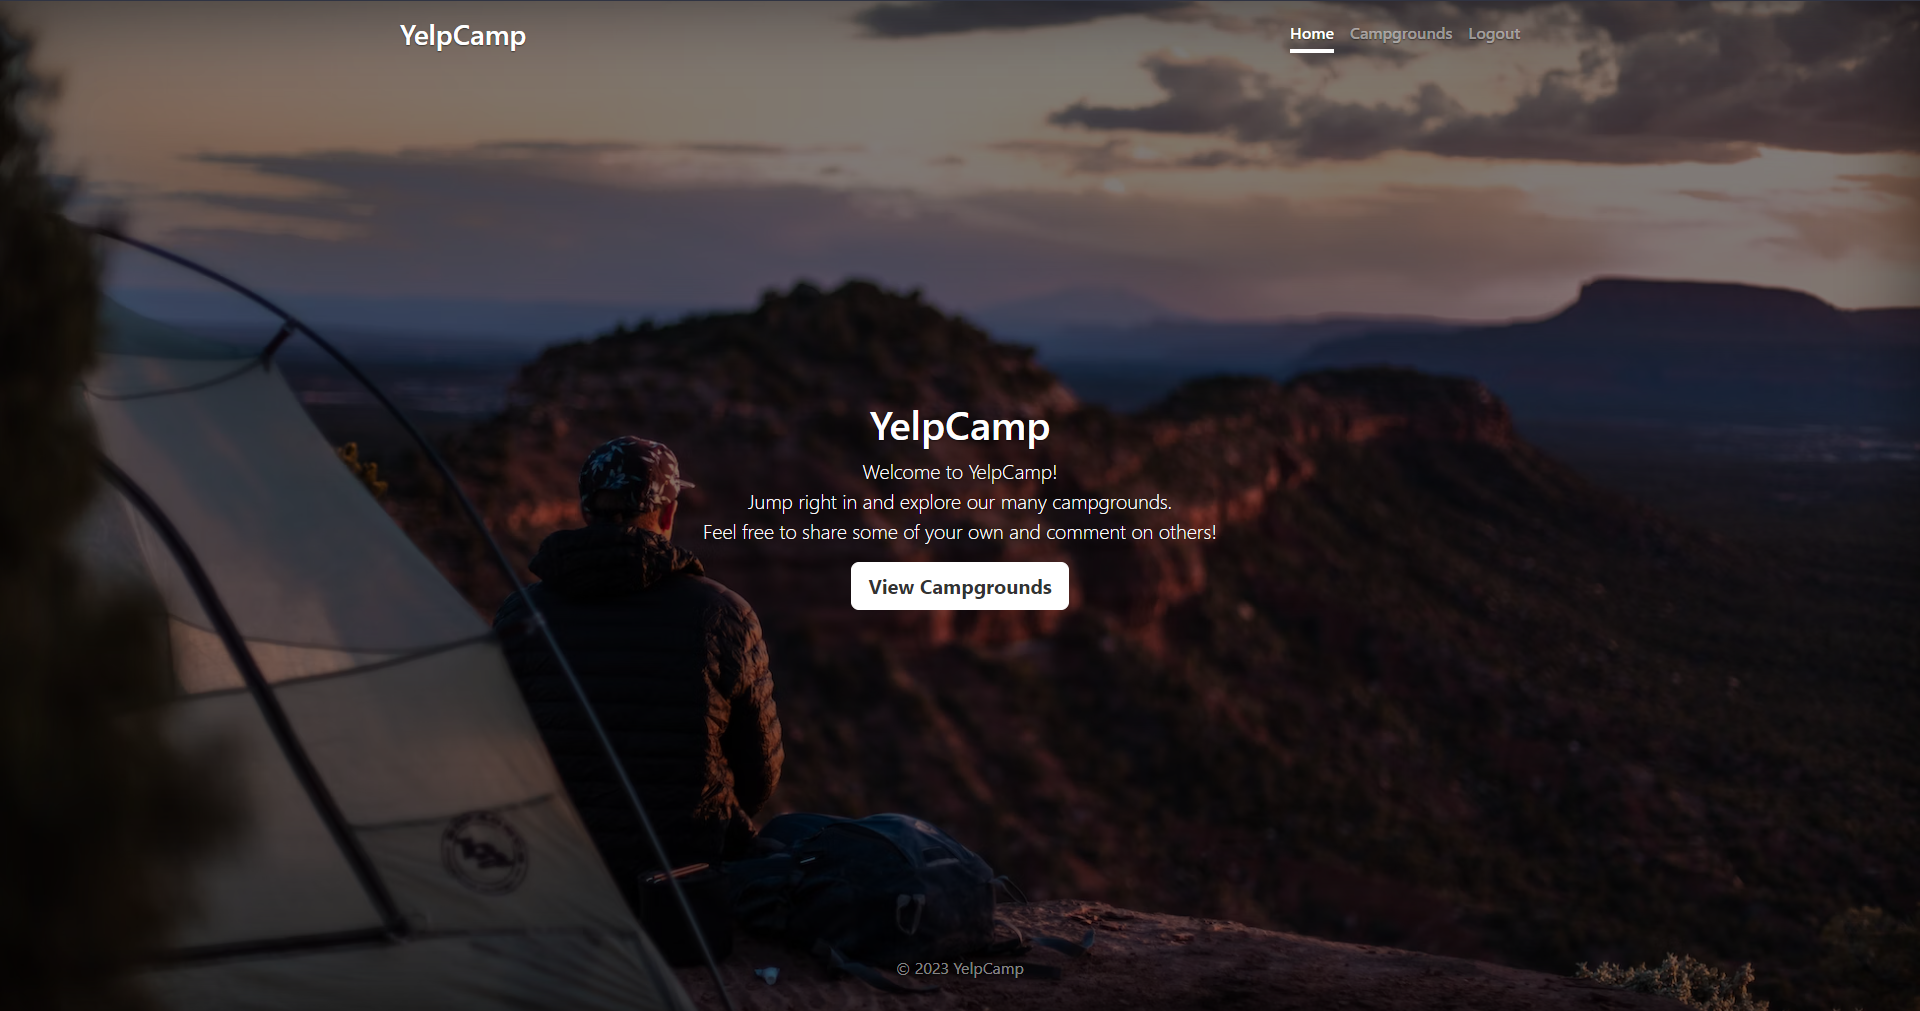 YelpCamp
Home Campgrounds Logout
YelpCamp
Welcome to YelpCamp!
Jump right in and explore our many campgrounds.
Feel free to share some of your own and comment on others!
View Campgrounds
© 2023 YelpCamp